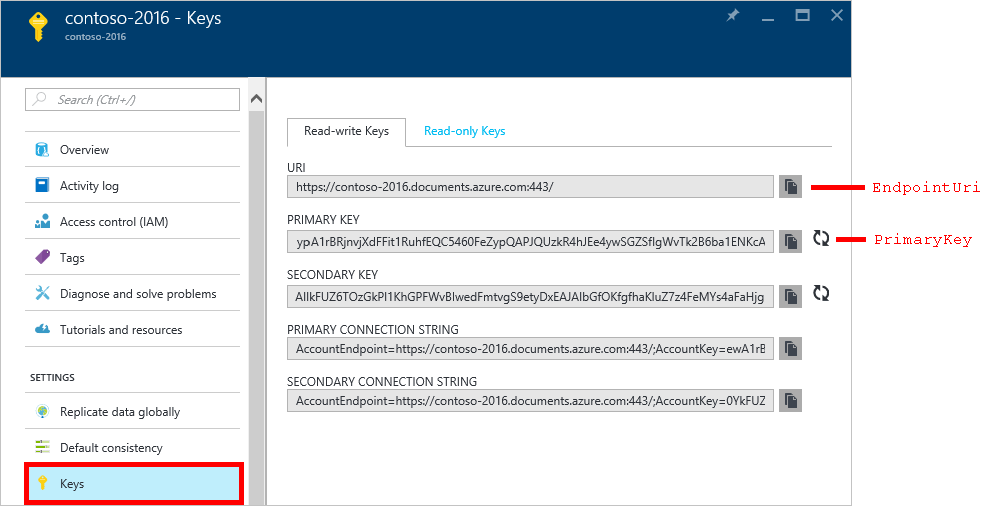 contoso-2016 - Keys
contoso-2016
Search (Ctrl+/)
Overview
Activity log
Access control (IAM)
Tags
Diagnose and solve problems
Tutorials and resources
SETTINGS
Replicate data globally
Default consistency
Keys
Read-write Keys
Read-only Keys
URI
https://contoso-2016.documents.azure.com:443/
EndpointUri
PRIMARY KEY
ypA1rBRjnvjXdFFit1RuhfEQC5460FeZypQAPJQUzkR4hJEe4ywSGZSfIgWvTk2B6ba1ENKcA
PrimaryKey
SECONDARY KEY
AIIkFUZ6TOzGkPI1KhGPFWvBIwedFmtvgS9etyDxEAJAIbGfOKfgfhaKluZ7z4FeMYs4aFaHjg
PRIMARY CONNECTION STRING
AccountEndpoint=https://contoso-2016.documents.azure.com:443/;AccountKey=ewA1rB
SECONDARY CONNECTION STRING
AccountEndpoint=https://contoso-2016.documents.azure.com:443/;AccountKey=0YkFUZ